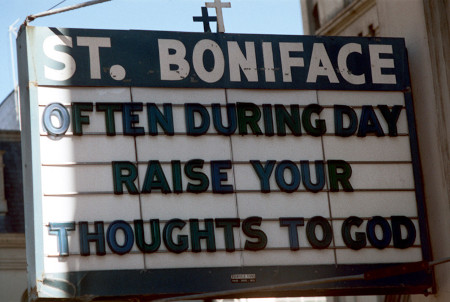 ST. BONIFACE
OFTEN DURING DAY
RAISE YOUR
THOUGHTS TO GOD